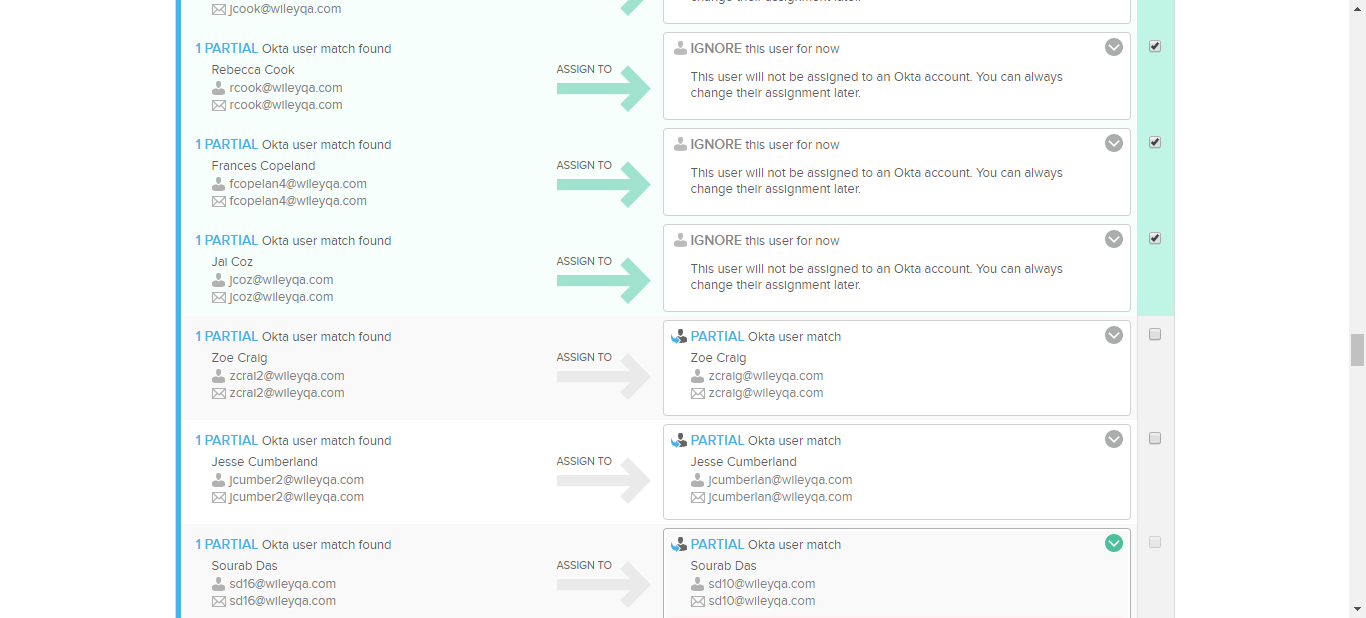 change their assignment later.
jcook@wileyqa.com
1 PARTIAL Okta user match found
Rebecca Cook
rcook@wileyqa.com
rcook@wileyqa.com
ASSIGN TO
IGNORE this user for now
This user will not be assigned to an Okta account. You can always
change their assignment later.
1 PARTIAL Okta user match found
Frances Copeland
fcopelan4@wileyqa.com
fcopelan4@wileyqa.com
ASSIGN TO
IGNORE this user for now
This user will not be assigned to an Okta account. You can always
change their assignment later.
1 PARTIAL Okta user match found
Jai Coz
jcoz@wileyqa.com
jcoz@wileyqa.com
ASSIGN TO
IGNORE this user for now
This user will not be assigned to an Okta account. You can always
change their assignment later.
1 PARTIAL Okta user match found
Zoe Craig
zcrai2@wileyqa.com
zcrai2@wileyqa.com
ASSIGN TO
PARTIAL Okta user match
Zoe Craig
zcraig@wileyqa.com
zcraig@wileyqa.com
1 PARTIAL Okta user match found
Jesse Cumberland
jcumber2@wileyqa.com
jcumber2@wileyqa.com
ASSIGN TO
PARTIAL Okta user match
Jesse Cumberland
jcumberlan@wileyqa.com
jcumberlan@wileyqa.com
1 PARTIAL Okta user match found
Sourab Das
sd16@wileyqa.com
sd16@wileyqa.com
ASSIGN TO
PARTIAL Okta user match
Sourab Das
sd10@wileyqa.com
sd10@wileyqa.com